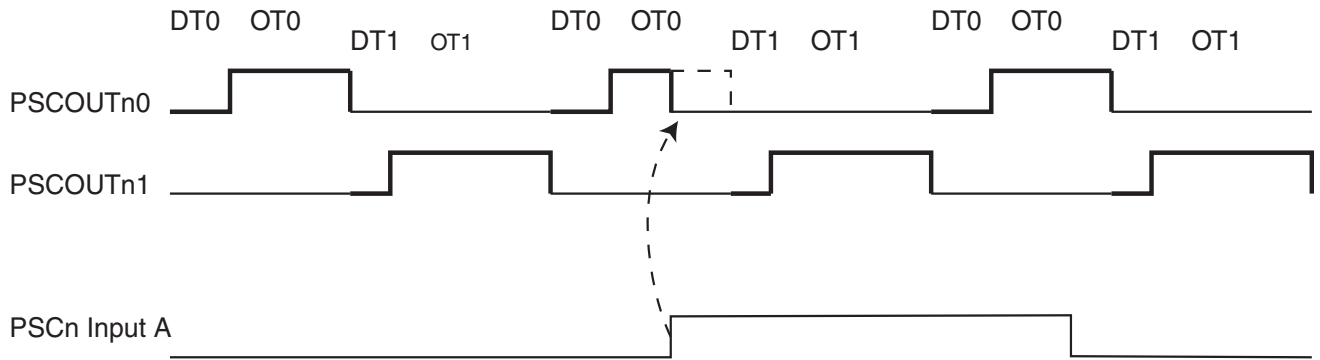 DT0 OT0 DT0 OT0 DT0 OT0
DT1 OT1 DT1 OT1 DT1 OT1
PSCOUTn0
PSCOUTn1
PSCn Input A